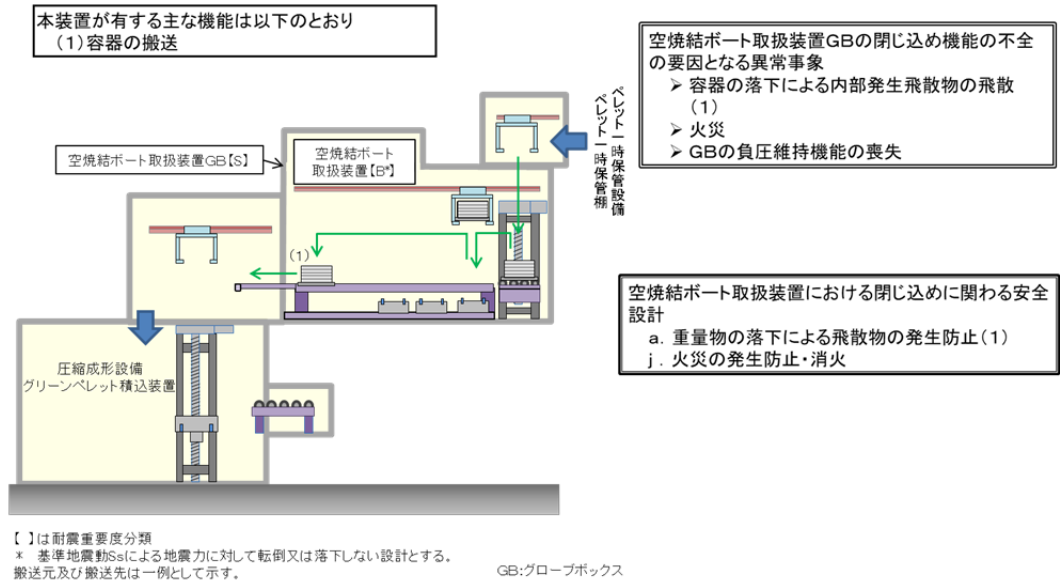 本装置が有する主な機能は以下のとおり
(1)容器の搬送
空焼結ボート取扱装置GBの閉じ込め機能の不全
の要因となる異常事象
➢ 容器の落下による内部発生飛散物の飛散
(1)
➢ 火災
➢ GBの負圧維持機能の喪失
ペレット一時保管設備
ペレット一時保管棚
空焼結ボート取扱装置GB【S】
空焼結ボート
取扱装置【B*】
(1)
空焼結ボート取扱装置における閉じ込めに関わる安全
設計
a. 重量物の落下による飛散物の発生防止(1)
j. 火災の発生防止・消火
圧縮成形設備
グリーンペレット積込装置
【 】は耐震重要度分類
* 基準地震動Ssによる地震力に対して転倒又は落下しない設計とする。
搬送元及び搬送先は一例として示す。
GB:グローブボックス